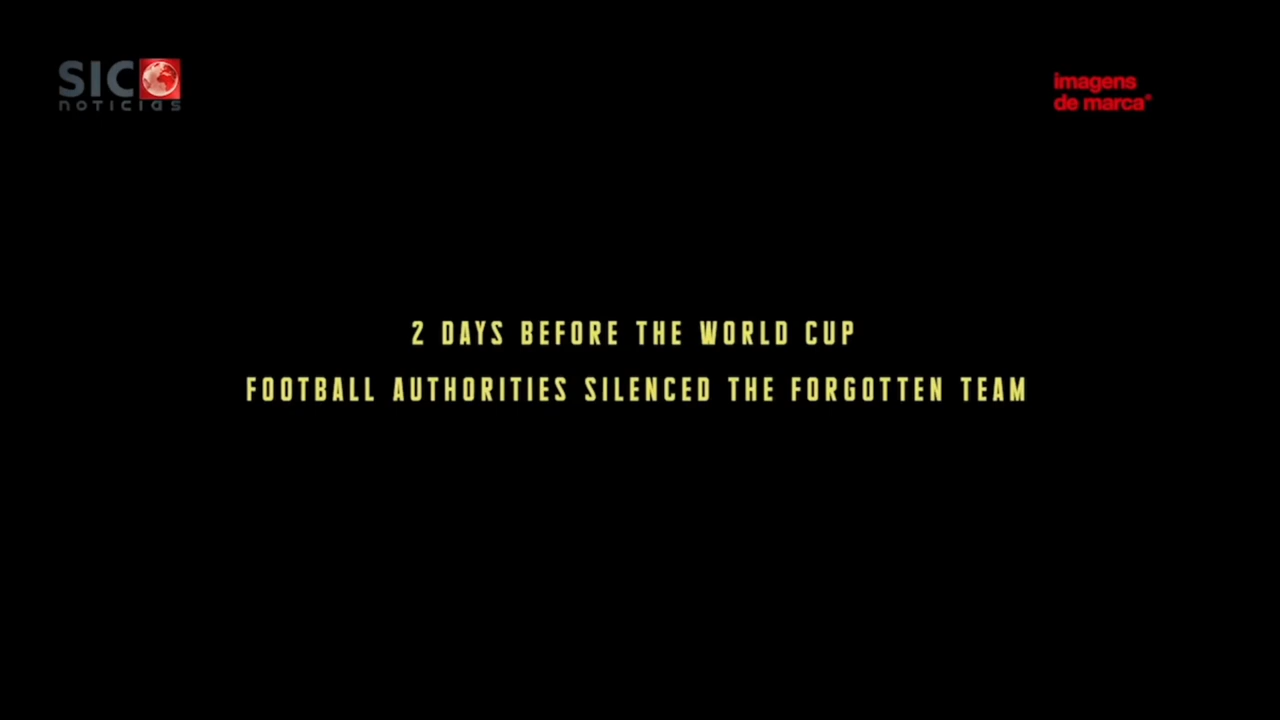 SIC
noticias
imagens
de marca®
2 DAYS BEFORE THE WORLD CUP
FOOTBALL AUTHORITIES SILENCED THE FORGOTTEN TEAM